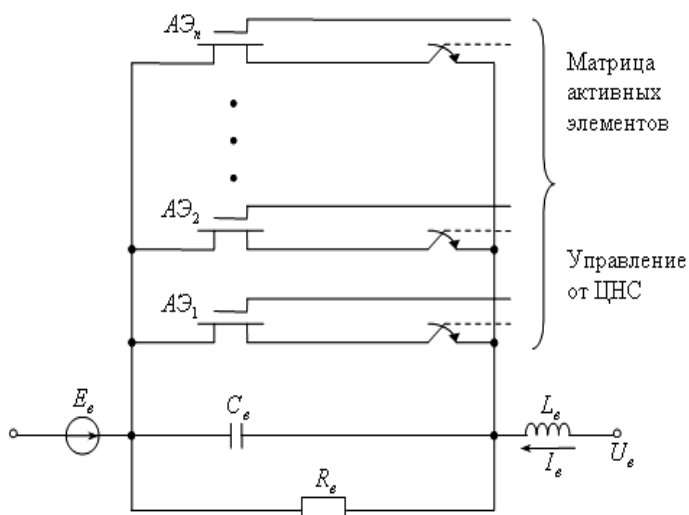 АЭₙ
Матрица
активных
элементов
АЭ₂
Управление
от ЦНС
АЭ₁
Eₑ
Cₑ
Lₑ
Iₑ
Uₑ
Rₑ